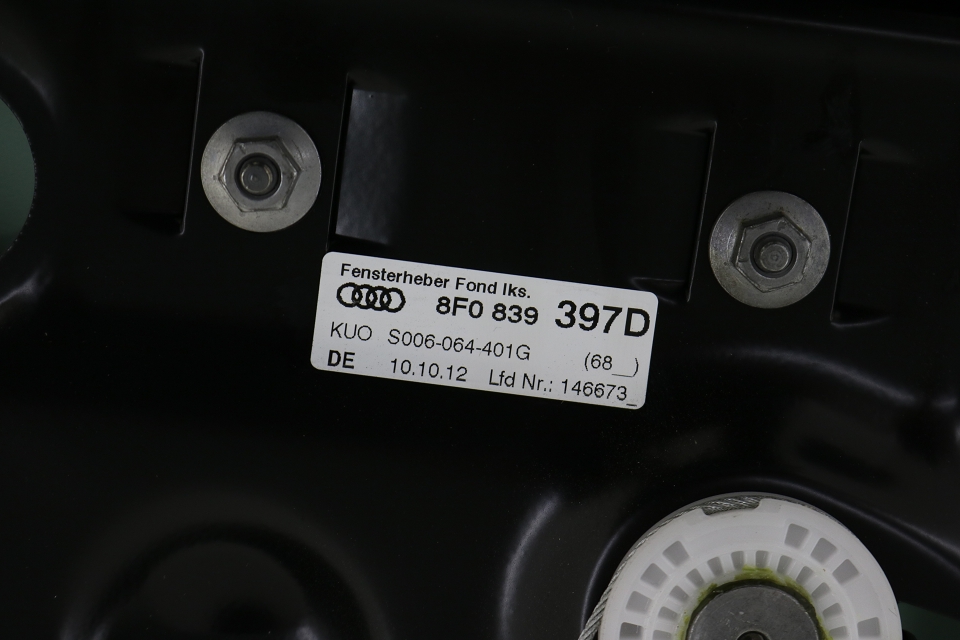 Fensterheber Fond lks.
8F0 839 397D
KUO S006-064-401G (68__)
DE 10.10.12 Lfd Nr.: 146673_